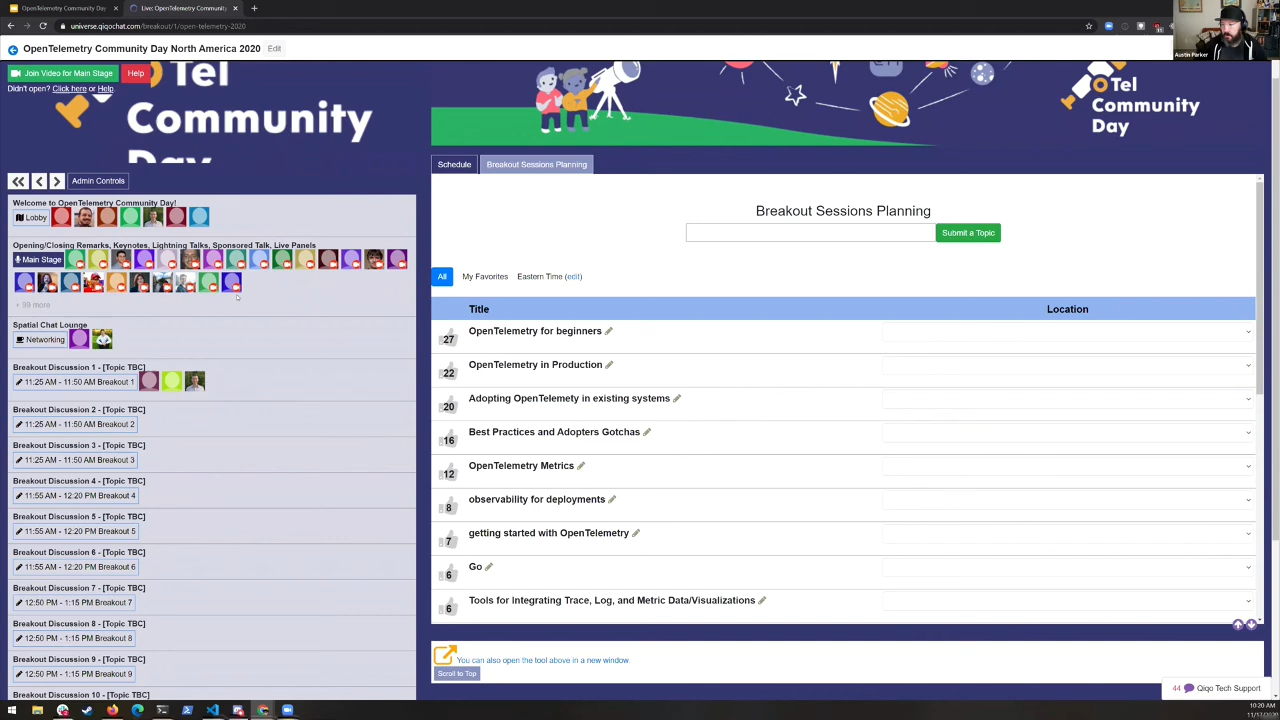 OpenTelemetry Community Day
Live: OpenTelemetry Community
universe.qiqochat.com/breakout/1/open-telemetry-2020
Austin Parker
OpenTelemetry Community Day North America 2020 Edit
Join Video for Main Stage Help
Didn't open? Click here or Help.
Tel
Community
Day
Tel
Community
Day
Schedule Breakout Sessions Planning
Admin Controls
Welcome to OpenTelemetry Community Day!
Lobby
Opening/Closing Remarks, Keynotes, Lightning Talks, Sponsored Talk, Live Panels
Main Stage
+ 99 more
Spatial Chat Lounge
Networking
Breakout Discussion 1 - [Topic TBC]
11:25 AM - 11:50 AM Breakout 1
Breakout Discussion 2 - [Topic TBC]
11:25 AM - 11:50 AM Breakout 2
Breakout Discussion 3 - [Topic TBC]
11:25 AM - 11:50 AM Breakout 3
Breakout Discussion 4 - [Topic TBC]
11:55 AM - 12:20 PM Breakout 4
Breakout Discussion 5 - [Topic TBC]
11:55 AM - 12:20 PM Breakout 5
Breakout Discussion 6 - [Topic TBC]
11:55 AM - 12:20 PM Breakout 6
Breakout Discussion 7 - [Topic TBC]
12:50 PM - 1:15 PM Breakout 7
Breakout Discussion 8 - [Topic TBC]
12:50 PM - 1:15 PM Breakout 8
Breakout Discussion 9 - [Topic TBC]
12:50 PM - 1:15 PM Breakout 9
Breakout Discussion 10 - [Topic TBC]
Breakout Sessions Planning
Submit a Topic
All My Favorites Eastern Time (edit)
Title Location
27 OpenTelemetry for beginners
22 OpenTelemetry in Production
20 Adopting OpenTelemety in existing systems
16 Best Practices and Adopters Gotchas
12 OpenTelemetry Metrics
8 observability for deployments
7 getting started with OpenTelemetry
6 Go
6 Tools for Integrating Trace, Log, and Metric Data/Visualizations
You can also open the tool above in a new window.
Scroll to Top
44 Qiqo Tech Support
10:20 AM
11/17/2020